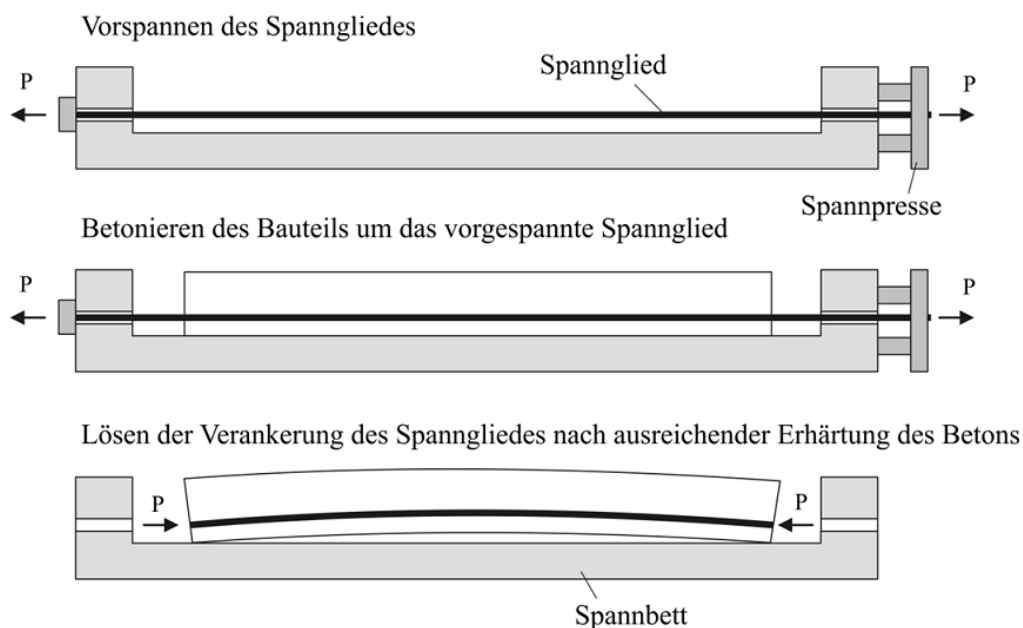 Vorspannen des Spanngliedes
Spannglied
P
P
Spannpresse
Betonieren des Bauteils um das vorgespannte Spannglied
P
P
Lösen der Verankerung des Spanngliedes nach ausreichender Erhärtung des Betons
P
P
Spannbett